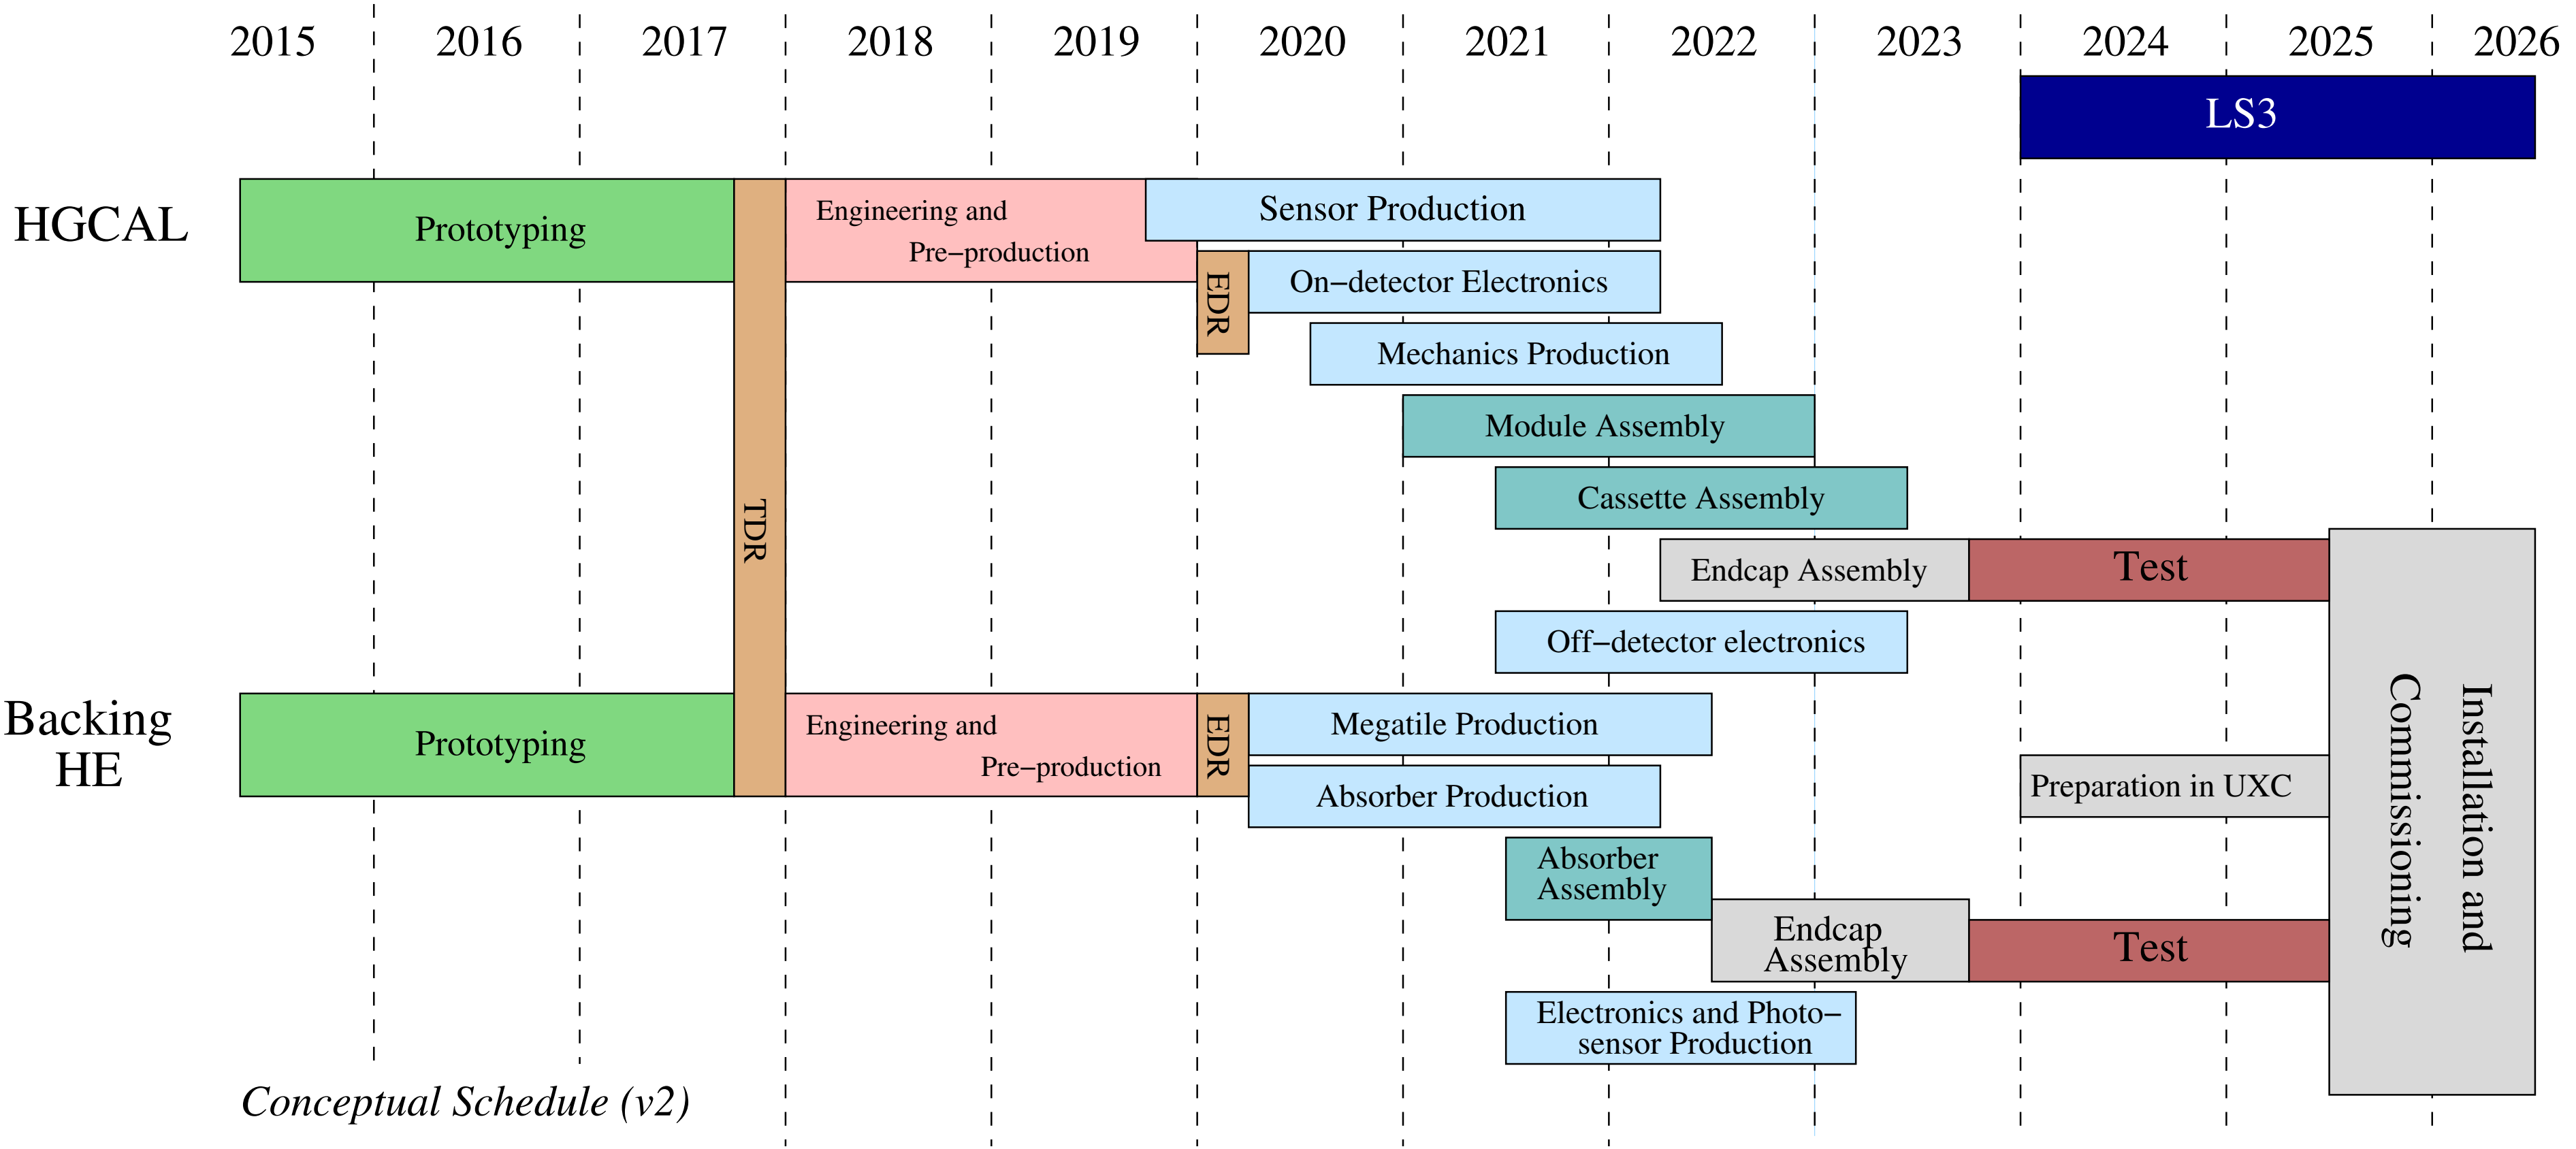 2015 2016 2017 2018 2019 2020 2021 2022 2023 2024 2025 2026
LS3
HGCAL
Prototyping
TDR
Engineering and
Pre−production
Sensor Production
EDR
On−detector Electronics
Mechanics Production
Module Assembly
Cassette Assembly
Endcap Assembly
Test
Off−detector electronics
Backing
HE
Prototyping
Engineering and
Pre−production
EDR
Megatile Production
Absorber Production
Preparation in UXC
Absorber
Assembly
Endcap
Assembly
Test
Electronics and Photo−
sensor Production
Installation and
Commissioning
Conceptual Schedule (v2)